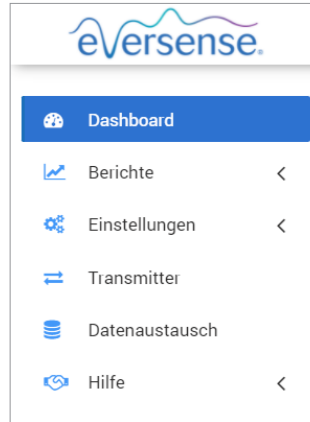 eversense.
Dashboard
Berichte
Einstellungen
Transmitter
Datenaustausch
Hilfe